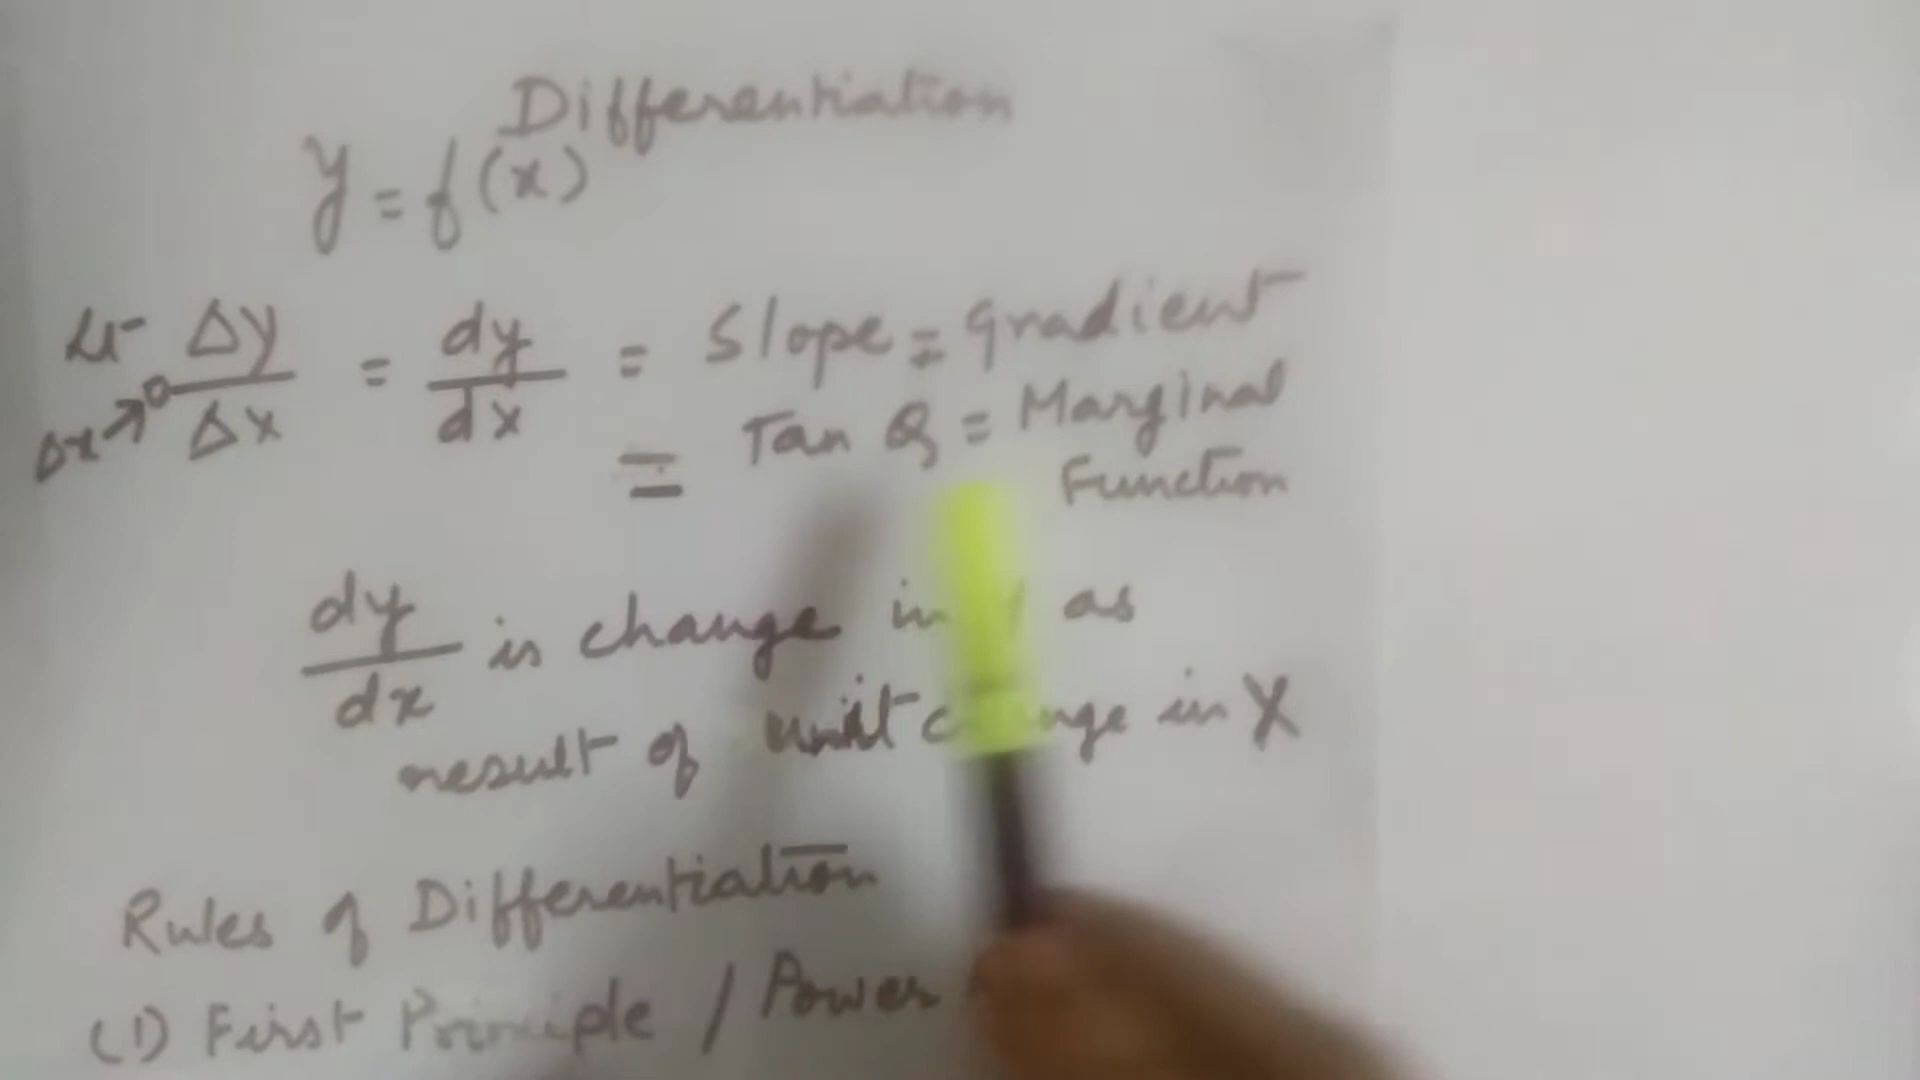 Differentiation
y = f(x)
Lt Δx→0 Δy/Δx = dy/dx = Slope = gradient
= Tan θ = Marginal
Function
dy/dx is change in as
result of unit change in X
Rules of Differentiation
(1) First Principle / Power